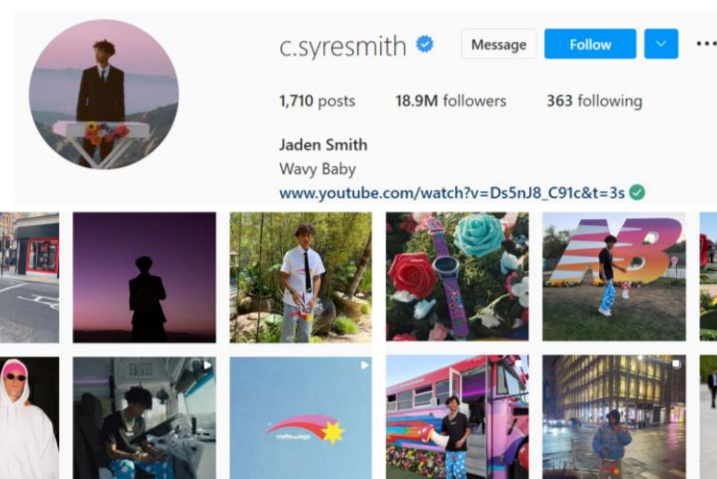 c.syresmith Message Follow
1,710 posts 18.9M followers 363 following
Jaden Smith
Wavy Baby
www.youtube.com/watch?v=Ds5nJ8_C91c&t=3s